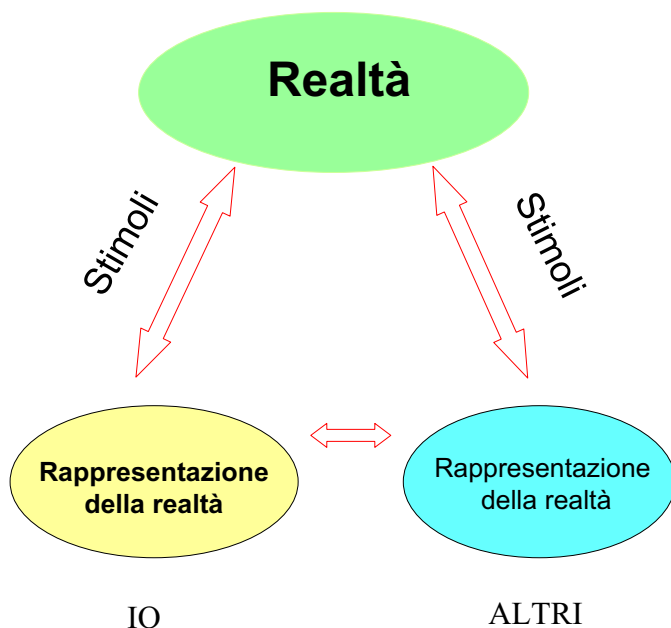 Realtà
Stimoli
Stimoli
Rappresentazione
della realtà
Rappresentazione
della realtà
IO
ALTRI